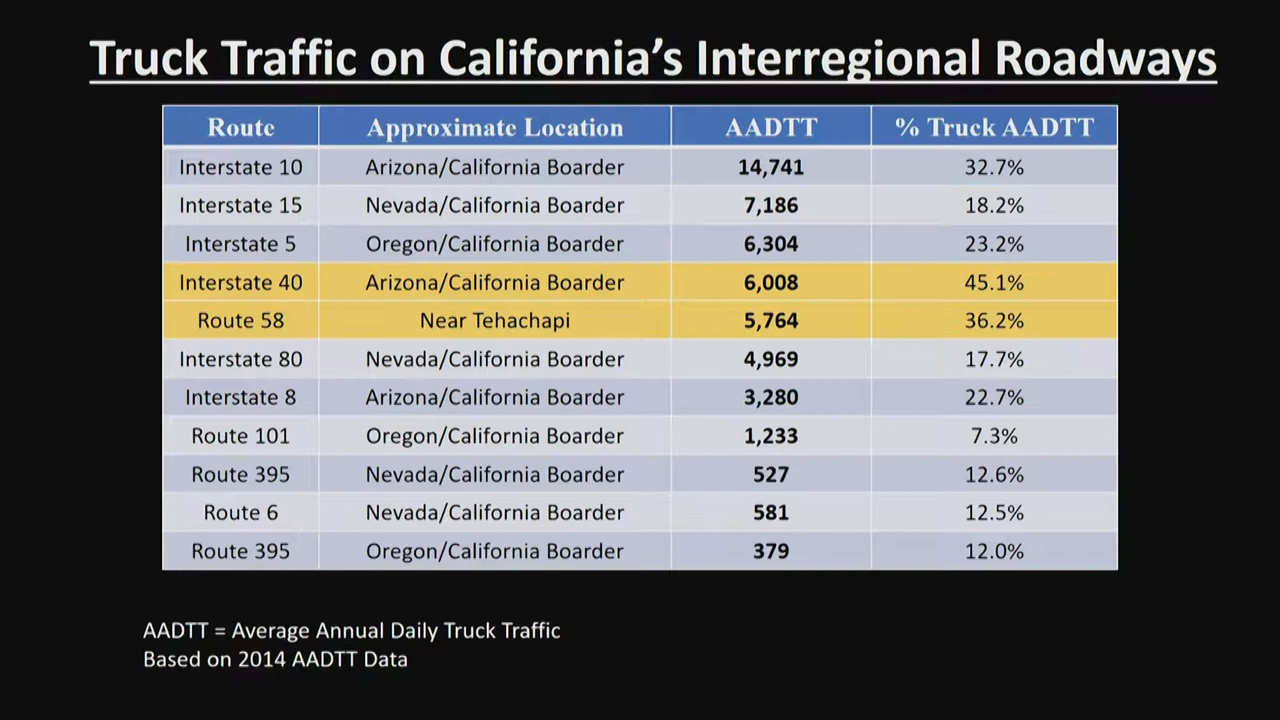 Truck Traffic on California's Interregional Roadways
Route Approximate Location AADTT % Truck AADTT
Interstate 10 Arizona/California Boarder 14,741 32.7%
Interstate 15 Nevada/California Boarder 7,186 18.2%
Interstate 5 Oregon/California Boarder 6,304 23.2%
Interstate 40 Arizona/California Boarder 6,008 45.1%
Route 58 Near Tehachapi 5,764 36.2%
Interstate 80 Nevada/California Boarder 4,969 17.7%
Interstate 8 Arizona/California Boarder 3,280 22.7%
Route 101 Oregon/California Boarder 1,233 7.3%
Route 395 Nevada/California Boarder 527 12.6%
Route 6 Nevada/California Boarder 581 12.5%
Route 395 Oregon/California Boarder 379 12.0%
AADTT = Average Annual Daily Truck Traffic
Based on 2014 AADTT Data